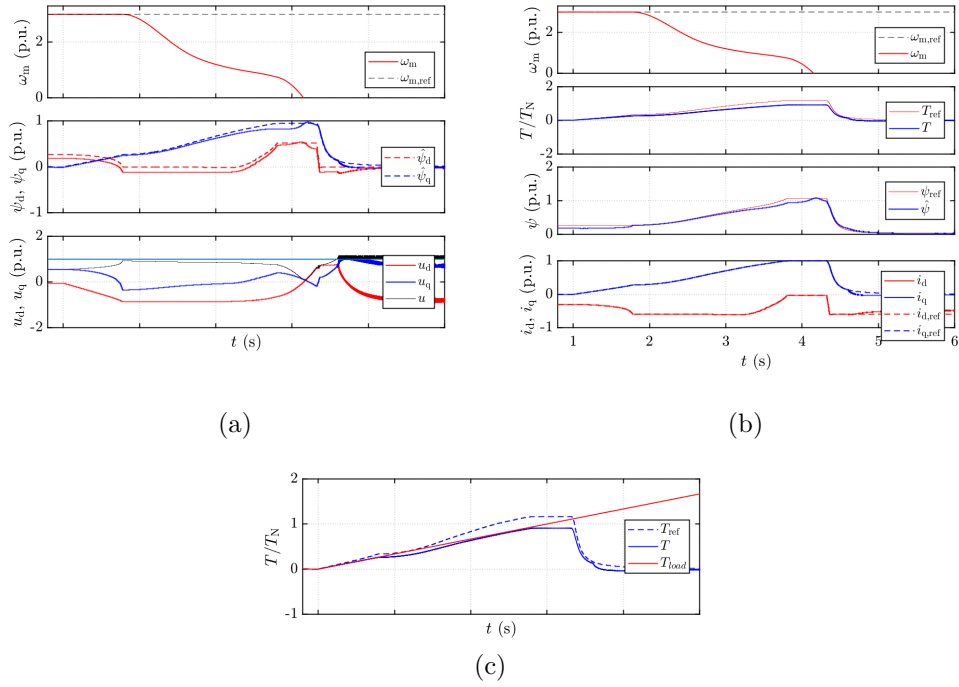 ω_m (p.u.)
2
0
ω_m
ω_m,ref
ψ_d, ψ_q (p.u.)
1
0
-1
ψ̂_d
ψ̂_q
u_d, u_q (p.u.)
2
0
-2
u_d
u_q
u
t (s)
(a)
ω_m (p.u.)
2
0
ω_m,ref
ω_m
T/T_N
2
0
-2
T_ref
T
ψ (p.u.)
2
1
0
ψ_ref
ψ̂
i_d, i_q (p.u.)
1
0
-1
i_d
i_q
i_d,ref
i_q,ref
1 2 3 4 5 6
t (s)
(b)
T/T_N
2
1
0
-1
T_ref
T
T_load
t (s)
(c)